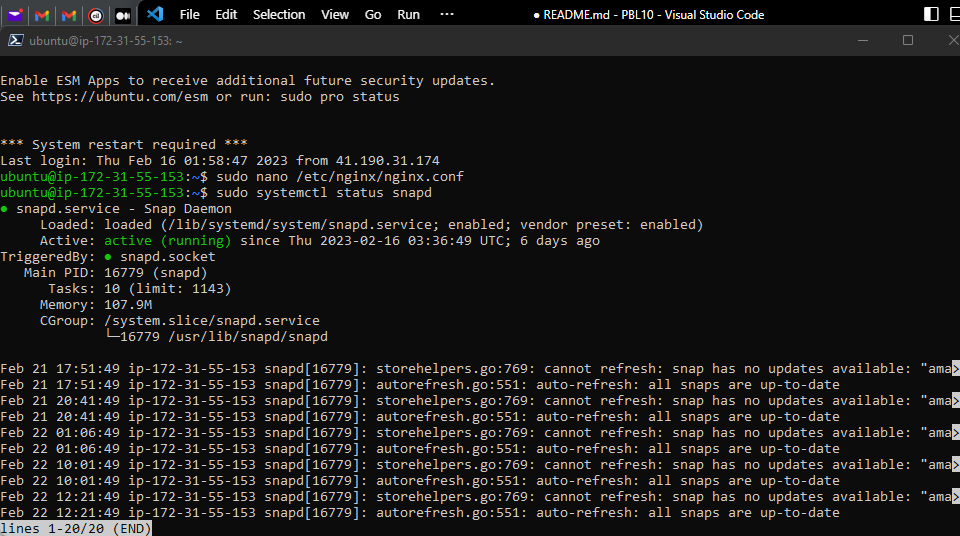 File Edit Selection View Go Run ··· ● README.md - PBL10 - Visual Studio Code
ubuntu@ip-172-31-55-153: ~
Enable ESM Apps to receive additional future security updates.
See https://ubuntu.com/esm or run: sudo pro status
*** System restart required ***
Last login: Thu Feb 16 01:58:47 2023 from 41.190.31.174
ubuntu@ip-172-31-55-153:~$ sudo nano /etc/nginx/nginx.conf
ubuntu@ip-172-31-55-153:~$ sudo systemctl status snapd
● snapd.service - Snap Daemon
Loaded: loaded (/lib/systemd/system/snapd.service; enabled; vendor preset: enabled)
Active: active (running) since Thu 2023-02-16 03:36:49 UTC; 6 days ago
TriggeredBy: ● snapd.socket
Main PID: 16779 (snapd)
Tasks: 10 (limit: 1143)
Memory: 107.9M
CGroup: /system.slice/snapd.service
└─16779 /usr/lib/snapd/snapd
Feb 21 17:51:49 ip-172-31-55-153 snapd[16779]: storehelpers.go:769: cannot refresh: snap has no updates available: "ama>
Feb 21 17:51:49 ip-172-31-55-153 snapd[16779]: autorefresh.go:551: auto-refresh: all snaps are up-to-date
Feb 21 20:41:49 ip-172-31-55-153 snapd[16779]: storehelpers.go:769: cannot refresh: snap has no updates available: "ama>
Feb 21 20:41:49 ip-172-31-55-153 snapd[16779]: autorefresh.go:551: auto-refresh: all snaps are up-to-date
Feb 22 01:06:49 ip-172-31-55-153 snapd[16779]: storehelpers.go:769: cannot refresh: snap has no updates available: "ama>
Feb 22 01:06:49 ip-172-31-55-153 snapd[16779]: autorefresh.go:551: auto-refresh: all snaps are up-to-date
Feb 22 10:01:49 ip-172-31-55-153 snapd[16779]: storehelpers.go:769: cannot refresh: snap has no updates available: "ama>
Feb 22 10:01:49 ip-172-31-55-153 snapd[16779]: autorefresh.go:551: auto-refresh: all snaps are up-to-date
Feb 22 12:21:49 ip-172-31-55-153 snapd[16779]: storehelpers.go:769: cannot refresh: snap has no updates available: "ama>
Feb 22 12:21:49 ip-172-31-55-153 snapd[16779]: autorefresh.go:551: auto-refresh: all snaps are up-to-date
lines 1-20/20 (END)